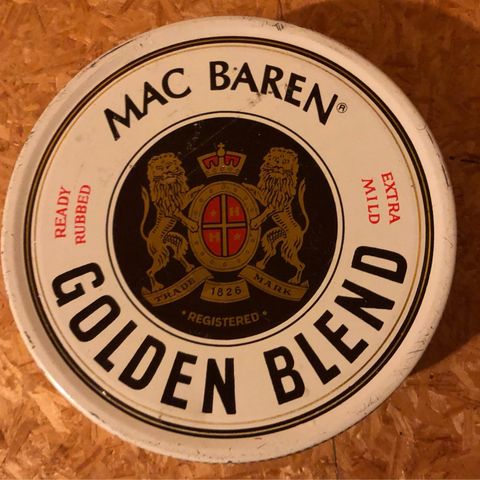 MAC BAREN®
READY
RUBBED
EXTRA
MILD
H H
TRADE 1826 MARK
· REGISTERED ·
GOLDEN BLEND